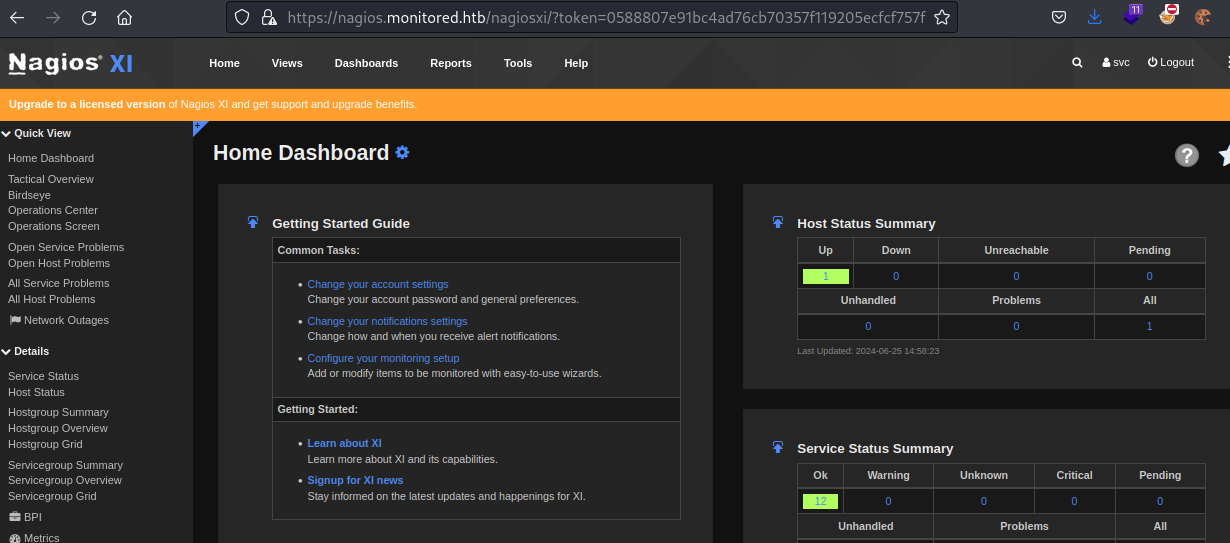 https://nagios.monitored.htb/nagiosxi/?token=0588807e91bc4ad76cb70357f119205ecfcf757f
11
Nagios® XI
Home Views Dashboards Reports Tools Help svc Logout
Upgrade to a licensed version of Nagios XI and get support and upgrade benefits.
Quick View
Home Dashboard
Tactical Overview
Birdseye
Operations Center
Operations Screen
Open Service Problems
Open Host Problems
All Service Problems
All Host Problems
Network Outages
Details
Service Status
Host Status
Hostgroup Summary
Hostgroup Overview
Hostgroup Grid
Servicegroup Summary
Servicegroup Overview
Servicegroup Grid
BPI
Metrics
Home Dashboard
?
Getting Started Guide
Common Tasks:
• Change your account settings
Change your account password and general preferences.
• Change your notifications settings
Change how and when you receive alert notifications.
• Configure your monitoring setup
Add or modify items to be monitored with easy-to-use wizards.
Getting Started:
• Learn about XI
Learn more about XI and its capabilities.
• Signup for XI news
Stay informed on the latest updates and happenings for XI.
Host Status Summary
Up Down Unreachable Pending
1 0 0 0
Unhandled Problems All
0 0 1
Last Updated: 2024-06-25 14:58:23
Service Status Summary
Ok Warning Unknown Critical Pending
12 0 0 0 0
Unhandled Problems All